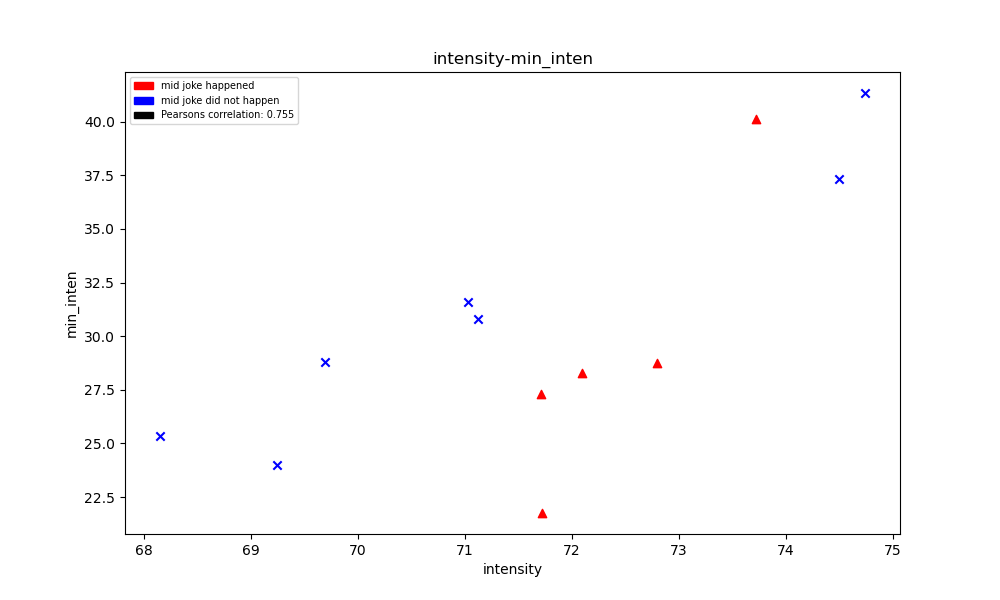 intensity-min_inten
mid joke happened
mid joke did not happen
Pearsons correlation: 0.755
40.0
37.5
35.0
32.5
30.0
27.5
25.0
22.5
min_inten
68 69 70 71 72 73 74 75
intensity